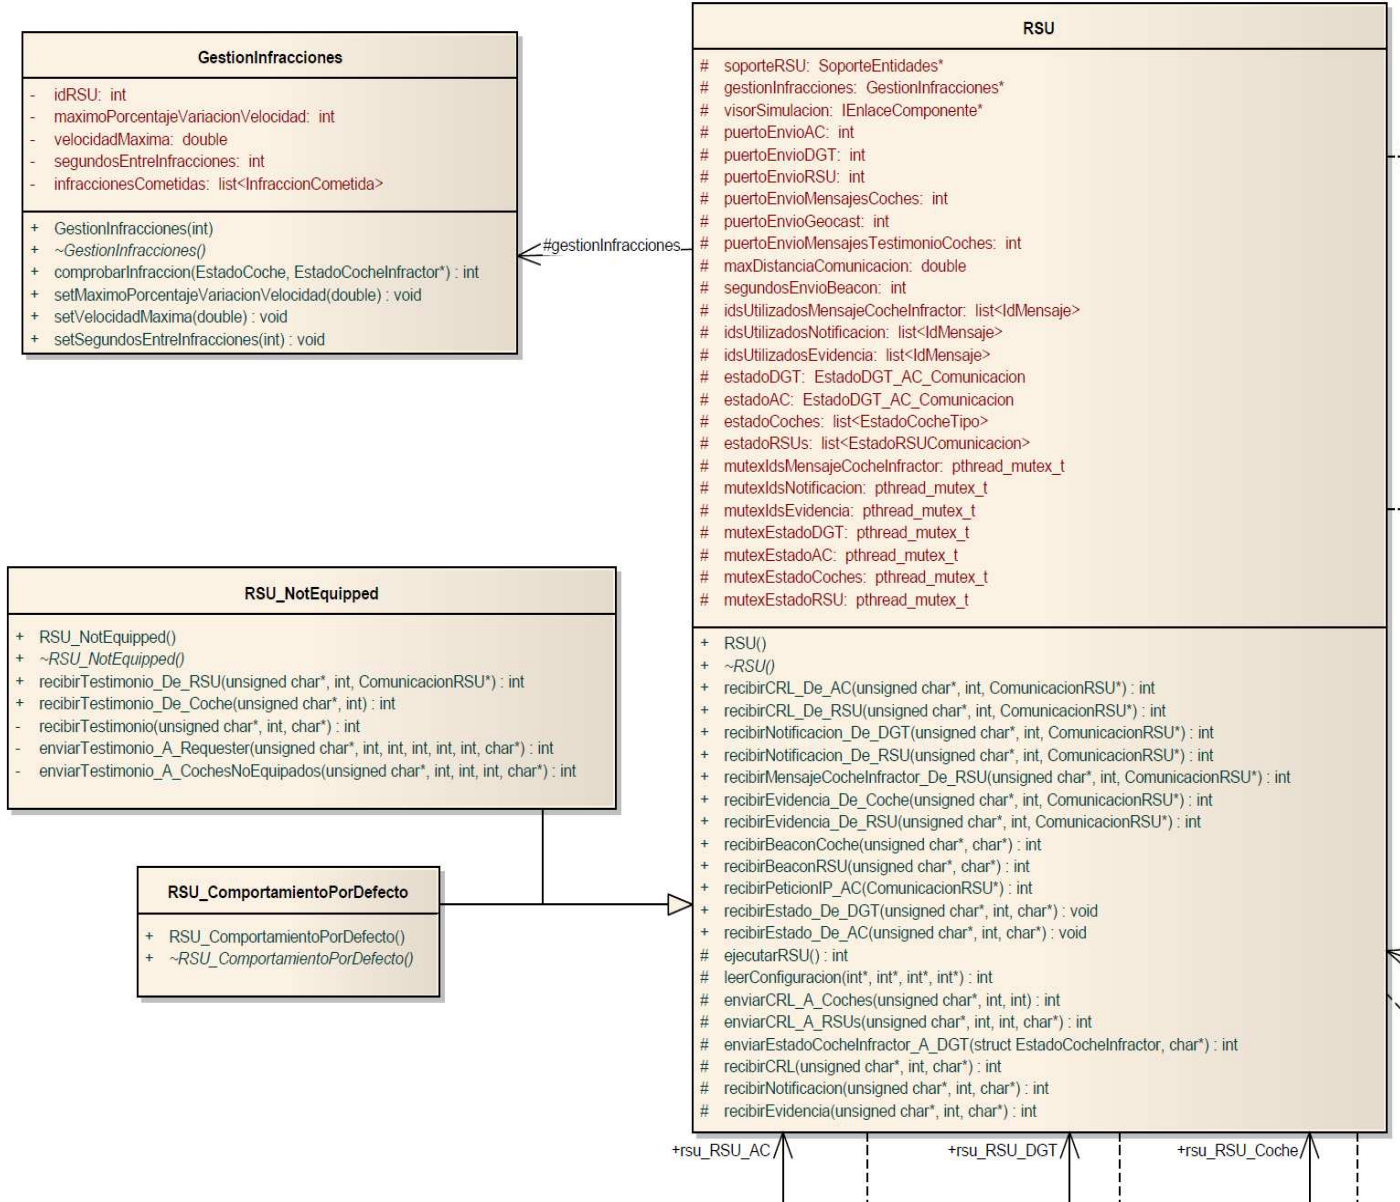 GestionInfracciones
- idRSU: int
- maximoPorcentajeVariacionVelocidad: int
- velocidadMaxima: double
- segundosEntreInfracciones: int
- infraccionesCometidas: list<InfraccionCometida>
+ GestionInfracciones(int)
+ ~GestionInfracciones()
+ comprobarInfraccion(EstadoCoche, EstadoCocheInfractor*) : int
+ setMaximoPorcentajeVariacionVelocidad(double) : void
+ setVelocidadMaxima(double) : void
+ setSegundosEntreInfracciones(int) : void
#gestionInfracciones
RSU
# soporteRSU: SoporteEntidades*
# gestionInfracciones: GestionInfracciones*
# visorSimulacion: IEnlaceComponente*
# puertoEnvioAC: int
# puertoEnvioDGT: int
# puertoEnvioRSU: int
# puertoEnvioMensajesCoches: int
# puertoEnvioGeocast: int
# puertoEnvioMensajesTestimonioCoches: int
# maxDistanciaComunicacion: double
# segundosEnvioBeacon: int
# idsUtilizadosMensajeCocheInfractor: list<IdMensaje>
# idsUtilizadosNotificacion: list<IdMensaje>
# idsUtilizadosEvidencia: list<IdMensaje>
# estadoDGT: EstadoDGT_AC_Comunicacion
# estadoAC: EstadoDGT_AC_Comunicacion
# estadoCoches: list<EstadoCocheTipo>
# estadoRSUs: list<EstadoRSUComunicacion>
# mutexIdsMensajeCocheInfractor: pthread_mutex_t
# mutexIdsNotificacion: pthread_mutex_t
# mutexIdsEvidencia: pthread_mutex_t
# mutexEstadoDGT: pthread_mutex_t
# mutexEstadoAC: pthread_mutex_t
# mutexEstadoCoches: pthread_mutex_t
# mutexEstadoRSU: pthread_mutex_t
+ RSU()
+ ~RSU()
+ recibirCRL_De_AC(unsigned char*, int, ComunicacionRSU*) : int
+ recibirCRL_De_RSU(unsigned char*, int, ComunicacionRSU*) : int
+ recibirNotificacion_De_DGT(unsigned char*, int, ComunicacionRSU*) : int
+ recibirNotificacion_De_RSU(unsigned char*, int, ComunicacionRSU*) : int
+ recibirMensajeCocheInfractor_De_RSU(unsigned char*, int, ComunicacionRSU*) : int
+ recibirEvidencia_De_Coche(unsigned char*, int, ComunicacionRSU*) : int
+ recibirEvidencia_De_RSU(unsigned char*, int, ComunicacionRSU*) : int
+ recibirBeaconCoche(unsigned char*, char*) : int
+ recibirBeaconRSU(unsigned char*, char*) : int
+ recibirPeticionIP_AC(ComunicacionRSU*) : int
+ recibirEstado_De_DGT(unsigned char*, int, char*) : void
+ recibirEstado_De_AC(unsigned char*, int, char*) : void
# ejecutarRSU() : int
# leerConfiguracion(int*, int*, int*, int*) : int
# enviarCRL_A_Coches(unsigned char*, int, int) : int
# enviarCRL_A_RSUs(unsigned char*, int, int, char*) : int
# enviarEstadoCocheInfractor_A_DGT(struct EstadoCocheInfractor, char*) : int
# recibirCRL(unsigned char*, int, char*) : int
# recibirNotificacion(unsigned char*, int, char*) : int
# recibirEvidencia(unsigned char*, int, char*) : int
RSU_NotEquipped
+ RSU_NotEquipped()
+ ~RSU_NotEquipped()
+ recibirTestimonio_De_RSU(unsigned char*, int, ComunicacionRSU*) : int
+ recibirTestimonio_De_Coche(unsigned char*, int) : int
- recibirTestimonio(unsigned char*, int, char*) : int
- enviarTestimonio_A_Requester(unsigned char*, int, int, int, int, int, char*) : int
- enviarTestimonio_A_CochesNoEquipados(unsigned char*, int, int, int, char*) : int
RSU_ComportamientoPorDefecto
+ RSU_ComportamientoPorDefecto()
+ ~RSU_ComportamientoPorDefecto()
+rsu_RSU_AC
+rsu_RSU_DGT
+rsu_RSU_Coche